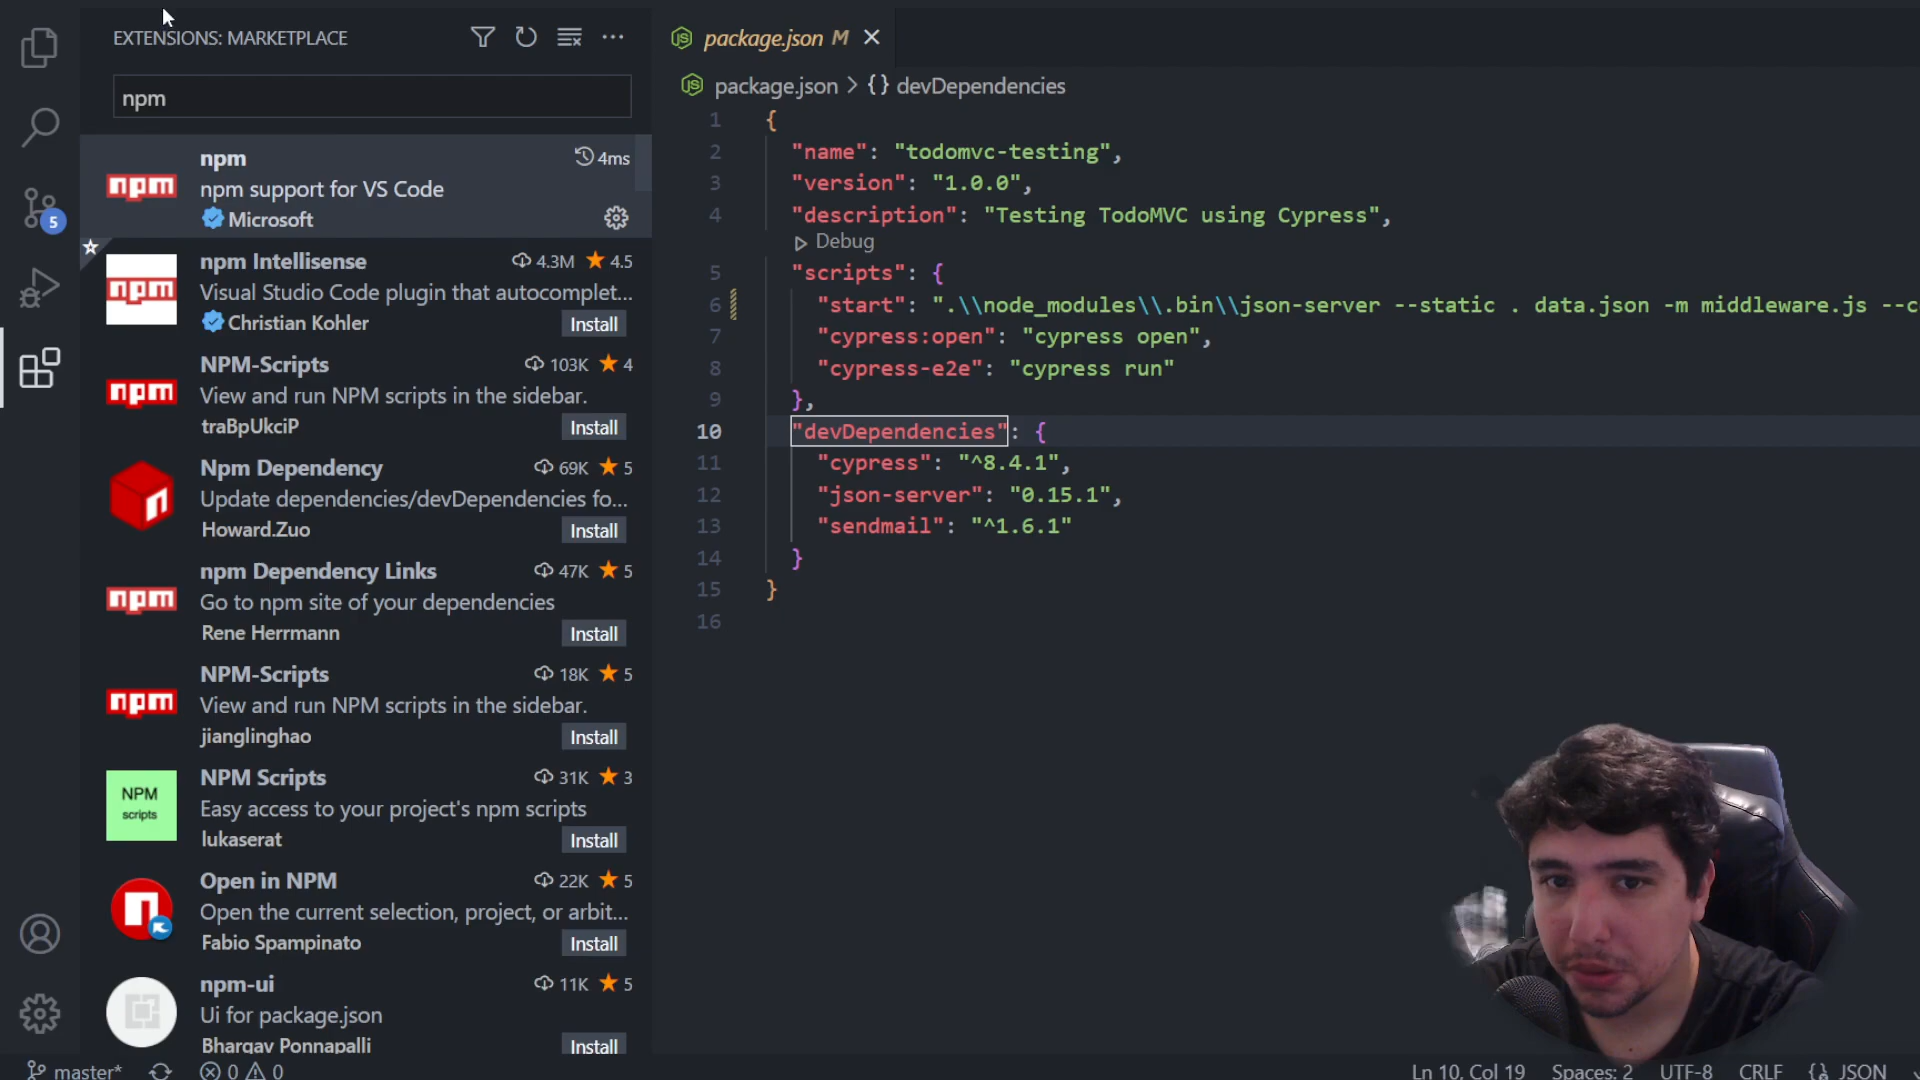 EXTENSIONS: MARKETPLACE
npm
npm
4ms
npm support for VS Code
Microsoft
npm
npm Intellisense
4.3M
4.5
Visual Studio Code plugin that autocomplet...
Christian Kohler
Install
npm
NPM-Scripts
103K
4
View and run NPM scripts in the sidebar.
traBpUkciP
Install
npm
Npm Dependency
69K
5
Update dependencies/devDependencies fo...
Howard.Zuo
Install
n
npm Dependency Links
47K
5
Go to npm site of your dependencies
Rene Herrmann
Install
npm
NPM-Scripts
18K
5
View and run NPM scripts in the sidebar.
jianglinghao
Install
npm
NPM Scripts
31K
3
Easy access to your project's npm scripts
lukaserat
Install
NPM
scripts
Open in NPM
22K
5
Open the current selection, project, or arbit...
Fabio Spampinato
Install
n
npm-ui
11K
5
Ui for package.json
Bhargav Ponnapalli
Install
5
package.json M
package.json > {} devDependencies
1 {
2 "name": "todomvc-testing",
3 "version": "1.0.0",
4 "description": "Testing TodoMVC using Cypress",
Debug
5 "scripts": {
6 "start": ".\\node_modules\\.bin\\json-server --static . data.json -m middleware.js --c
7 "cypress:open": "cypress open",
8 "cypress-e2e": "cypress run"
9 },
10 "devDependencies": {
11 "cypress": "^8.4.1",
12 "json-server": "0.15.1",
13 "sendmail": "^1.6.1"
14 }
15 }
16
master*
0
0
Ln 10, Col 19
Spaces: 2
UTF-8
CRLF
{} JSON